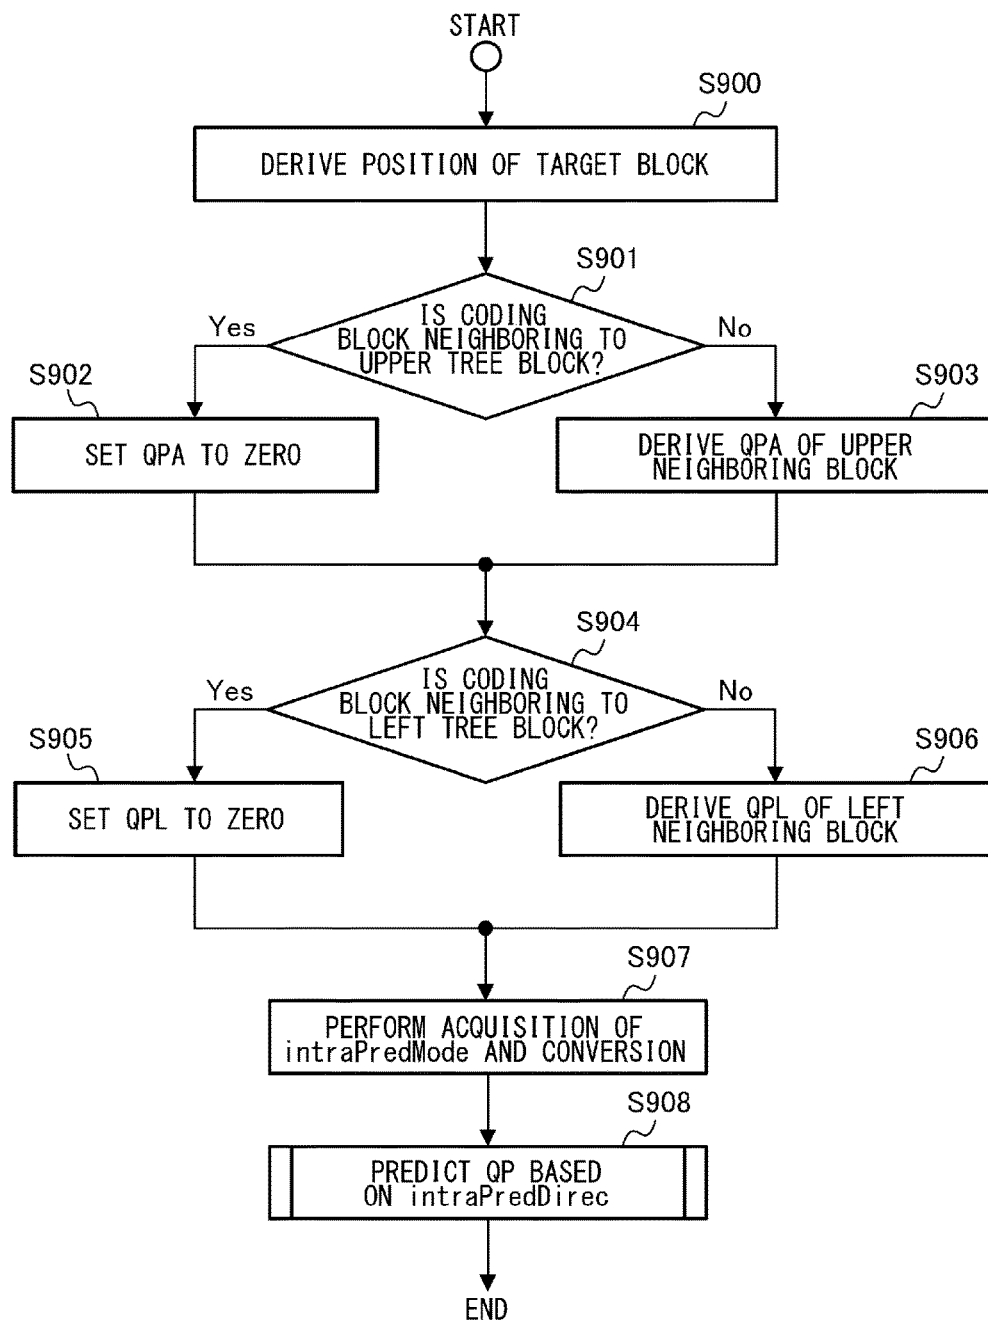 START
S900
DERIVE POSITION OF TARGET BLOCK
S901
IS CODING
BLOCK NEIGHBORING TO
UPPER TREE BLOCK?
Yes
No
S902
SET QPA TO ZERO
S903
DERIVE QPA OF UPPER
NEIGHBORING BLOCK
S904
IS CODING
BLOCK NEIGHBORING TO
LEFT TREE BLOCK?
Yes
No
S905
SET QPL TO ZERO
S906
DERIVE QPL OF LEFT
NEIGHBORING BLOCK
S907
PERFORM ACQUISITION OF
intraPredMode AND CONVERSION
S908
PREDICT QP BASED
ON intraPredDirec
END